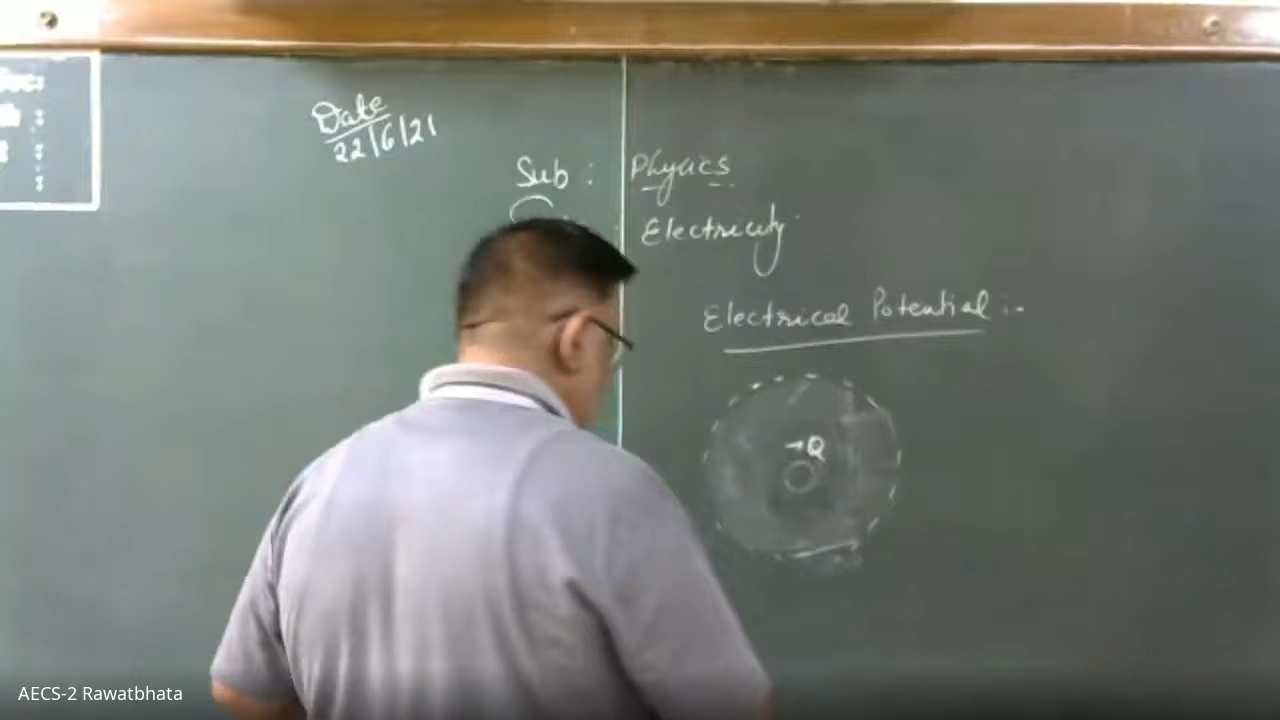 Date
22/6/21
Sub : Physics
Electricity
Electrical Potential :-
Q
AECS-2 Rawatbhata